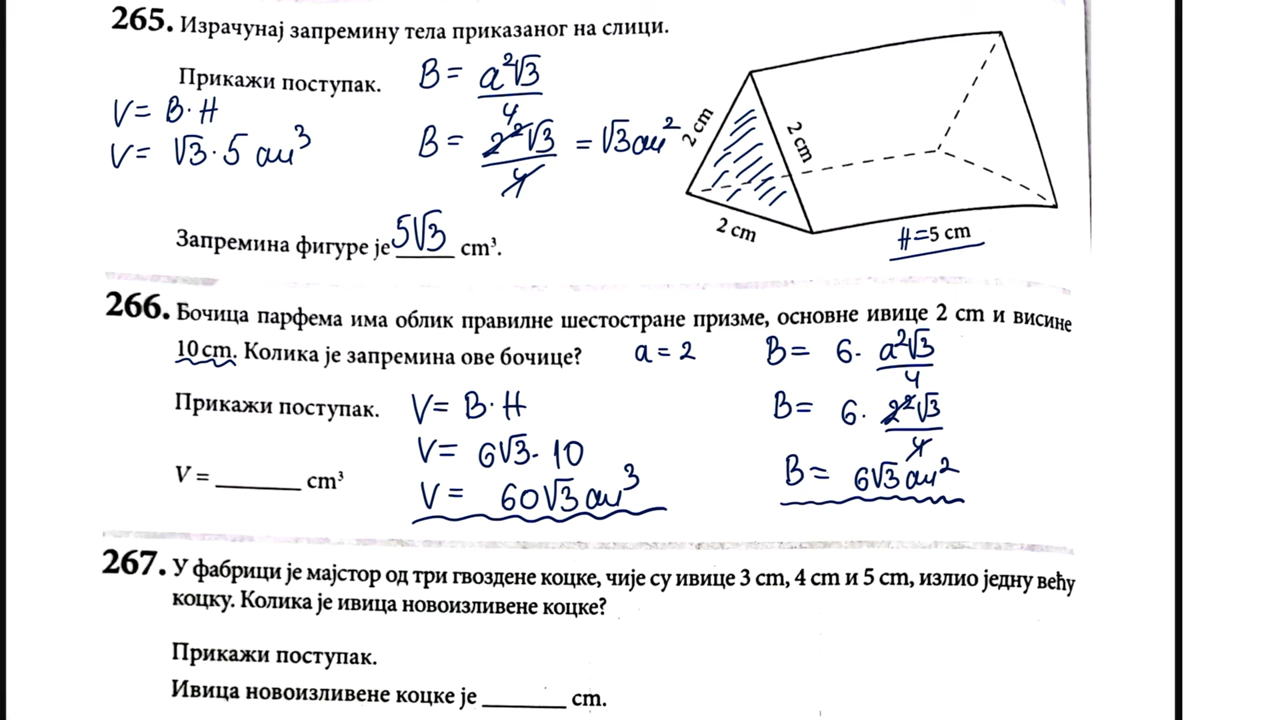 265. Израчунај запремину тела приказаног на слици.
Прикажи поступак.
V = B · H
V = √3 · 5 cm³
B = a²√3/4
B = 2²√3/4 = √3 cm²
2 cm
2 cm
2 cm
H=5 cm
Запремина фигуре је 5√3 cm³.
266. Бочица парфема има облик правилне шестостране призме, основне ивице 2 cm и висине
10 cm. Колика је запремина ове бочице?
a = 2
B = 6 · a²√3/4
Прикажи поступак.
V = B · H
B = 6 · 2²√3/4
V = 6√3 · 10
B = 6√3 cm²
V = ______ cm³
V = 60√3 cm³
267. У фабрици је мајстор од три гвоздене коцке, чије су ивице 3 cm, 4 cm и 5 cm, излио једну већу
коцку. Колика је ивица новоизливене коцке?
Прикажи поступак.
Ивица новоизливене коцке је ______ cm.